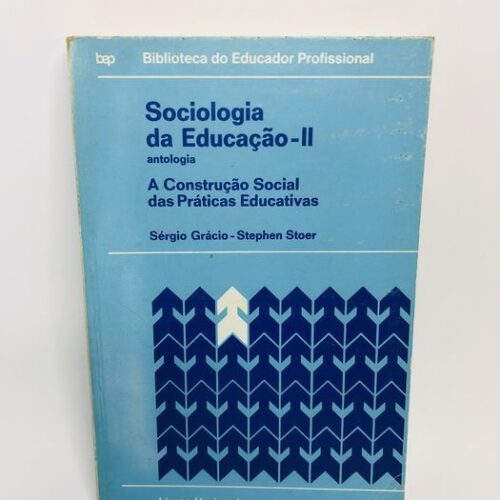 bep Biblioteca do Educador Profissional
Sociologia
da Educação-II
antologia
A Construção Social
das Práticas Educativas
Sérgio Grácio - Stephen Stoer